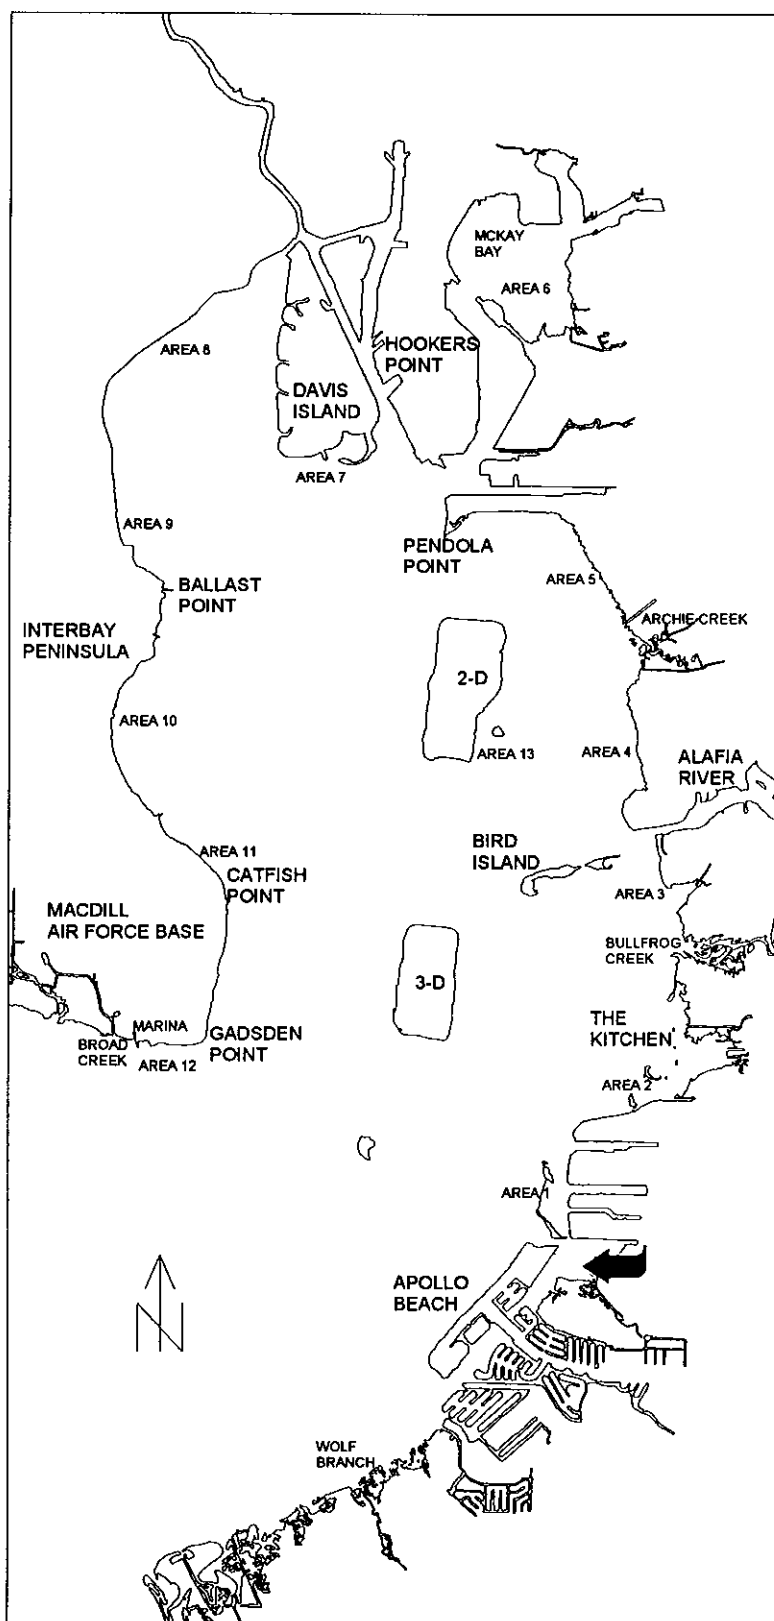 MCKAY
BAY
AREA 6
AREA 8
HOOKERS
POINT
DAVIS
ISLAND
AREA 7
AREA 9
PENDOLA
POINT
AREA 5
BALLAST
POINT
ARCHIE CREEK
INTERBAY
PENINSULA
2-D
AREA 10
AREA 13
AREA 4
ALAFIA
RIVER
BIRD
ISLAND
AREA 11
CATFISH
POINT
AREA 3
MACDILL
AIR FORCE BASE
BULLFROG
CREEK
3-D
THE
KITCHEN
MARINA
BROAD
CREEK
GADSDEN
POINT
AREA 12
AREA 2
AREA 1
APOLLO
BEACH
N
WOLF
BRANCH